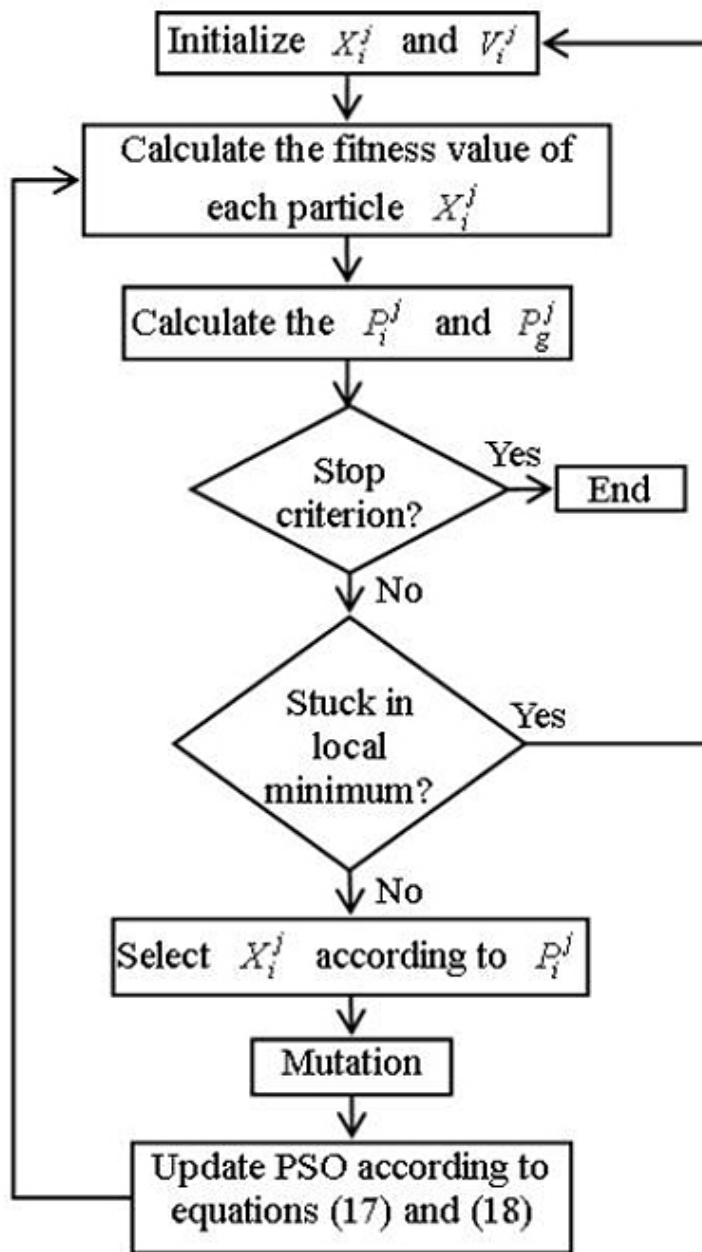 Initialize X_i^j and V_i^j
Calculate the fitness value of
each particle X_i^j
Calculate the P_i^j and P_g^j
Stop
criterion?
Yes
End
No
Stuck in
local
minimum?
Yes
No
Select X_i^j according to P_i^j
Mutation
Update PSO according to
equations (17) and (18)